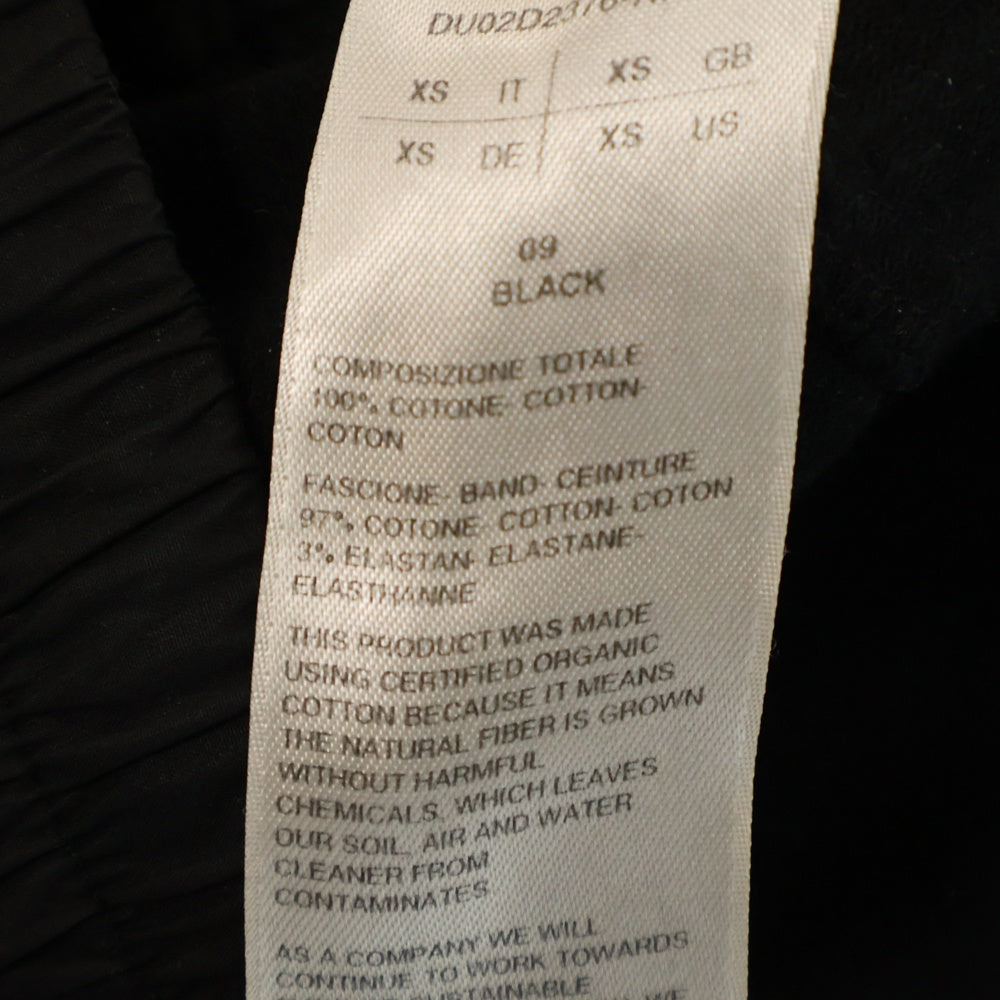 XS IT XS GB
XS DE XS US
09
BLACK
COMPOSIZIONE TOTALE
100% COTONE- COTTON-
COTON
FASCIONE- BAND- CEINTURE
97% COTONE- COTTON- COTON
3% ELASTAN- ELASTANE-
ELASTHANNE
THIS PRODUCT WAS MADE
USING CERTIFIED ORGANIC
COTTON BECAUSE IT MEANS
THE NATURAL FIBER IS GROWN
WITHOUT HARMFUL
CHEMICALS, WHICH LEAVES
OUR SOIL, AIR AND WATER
CLEANER FROM
CONTAMINATES
AS A COMPANY WE WILL
CONTINUE TO WORK TOWARDS
SUSTAINABLE
WE